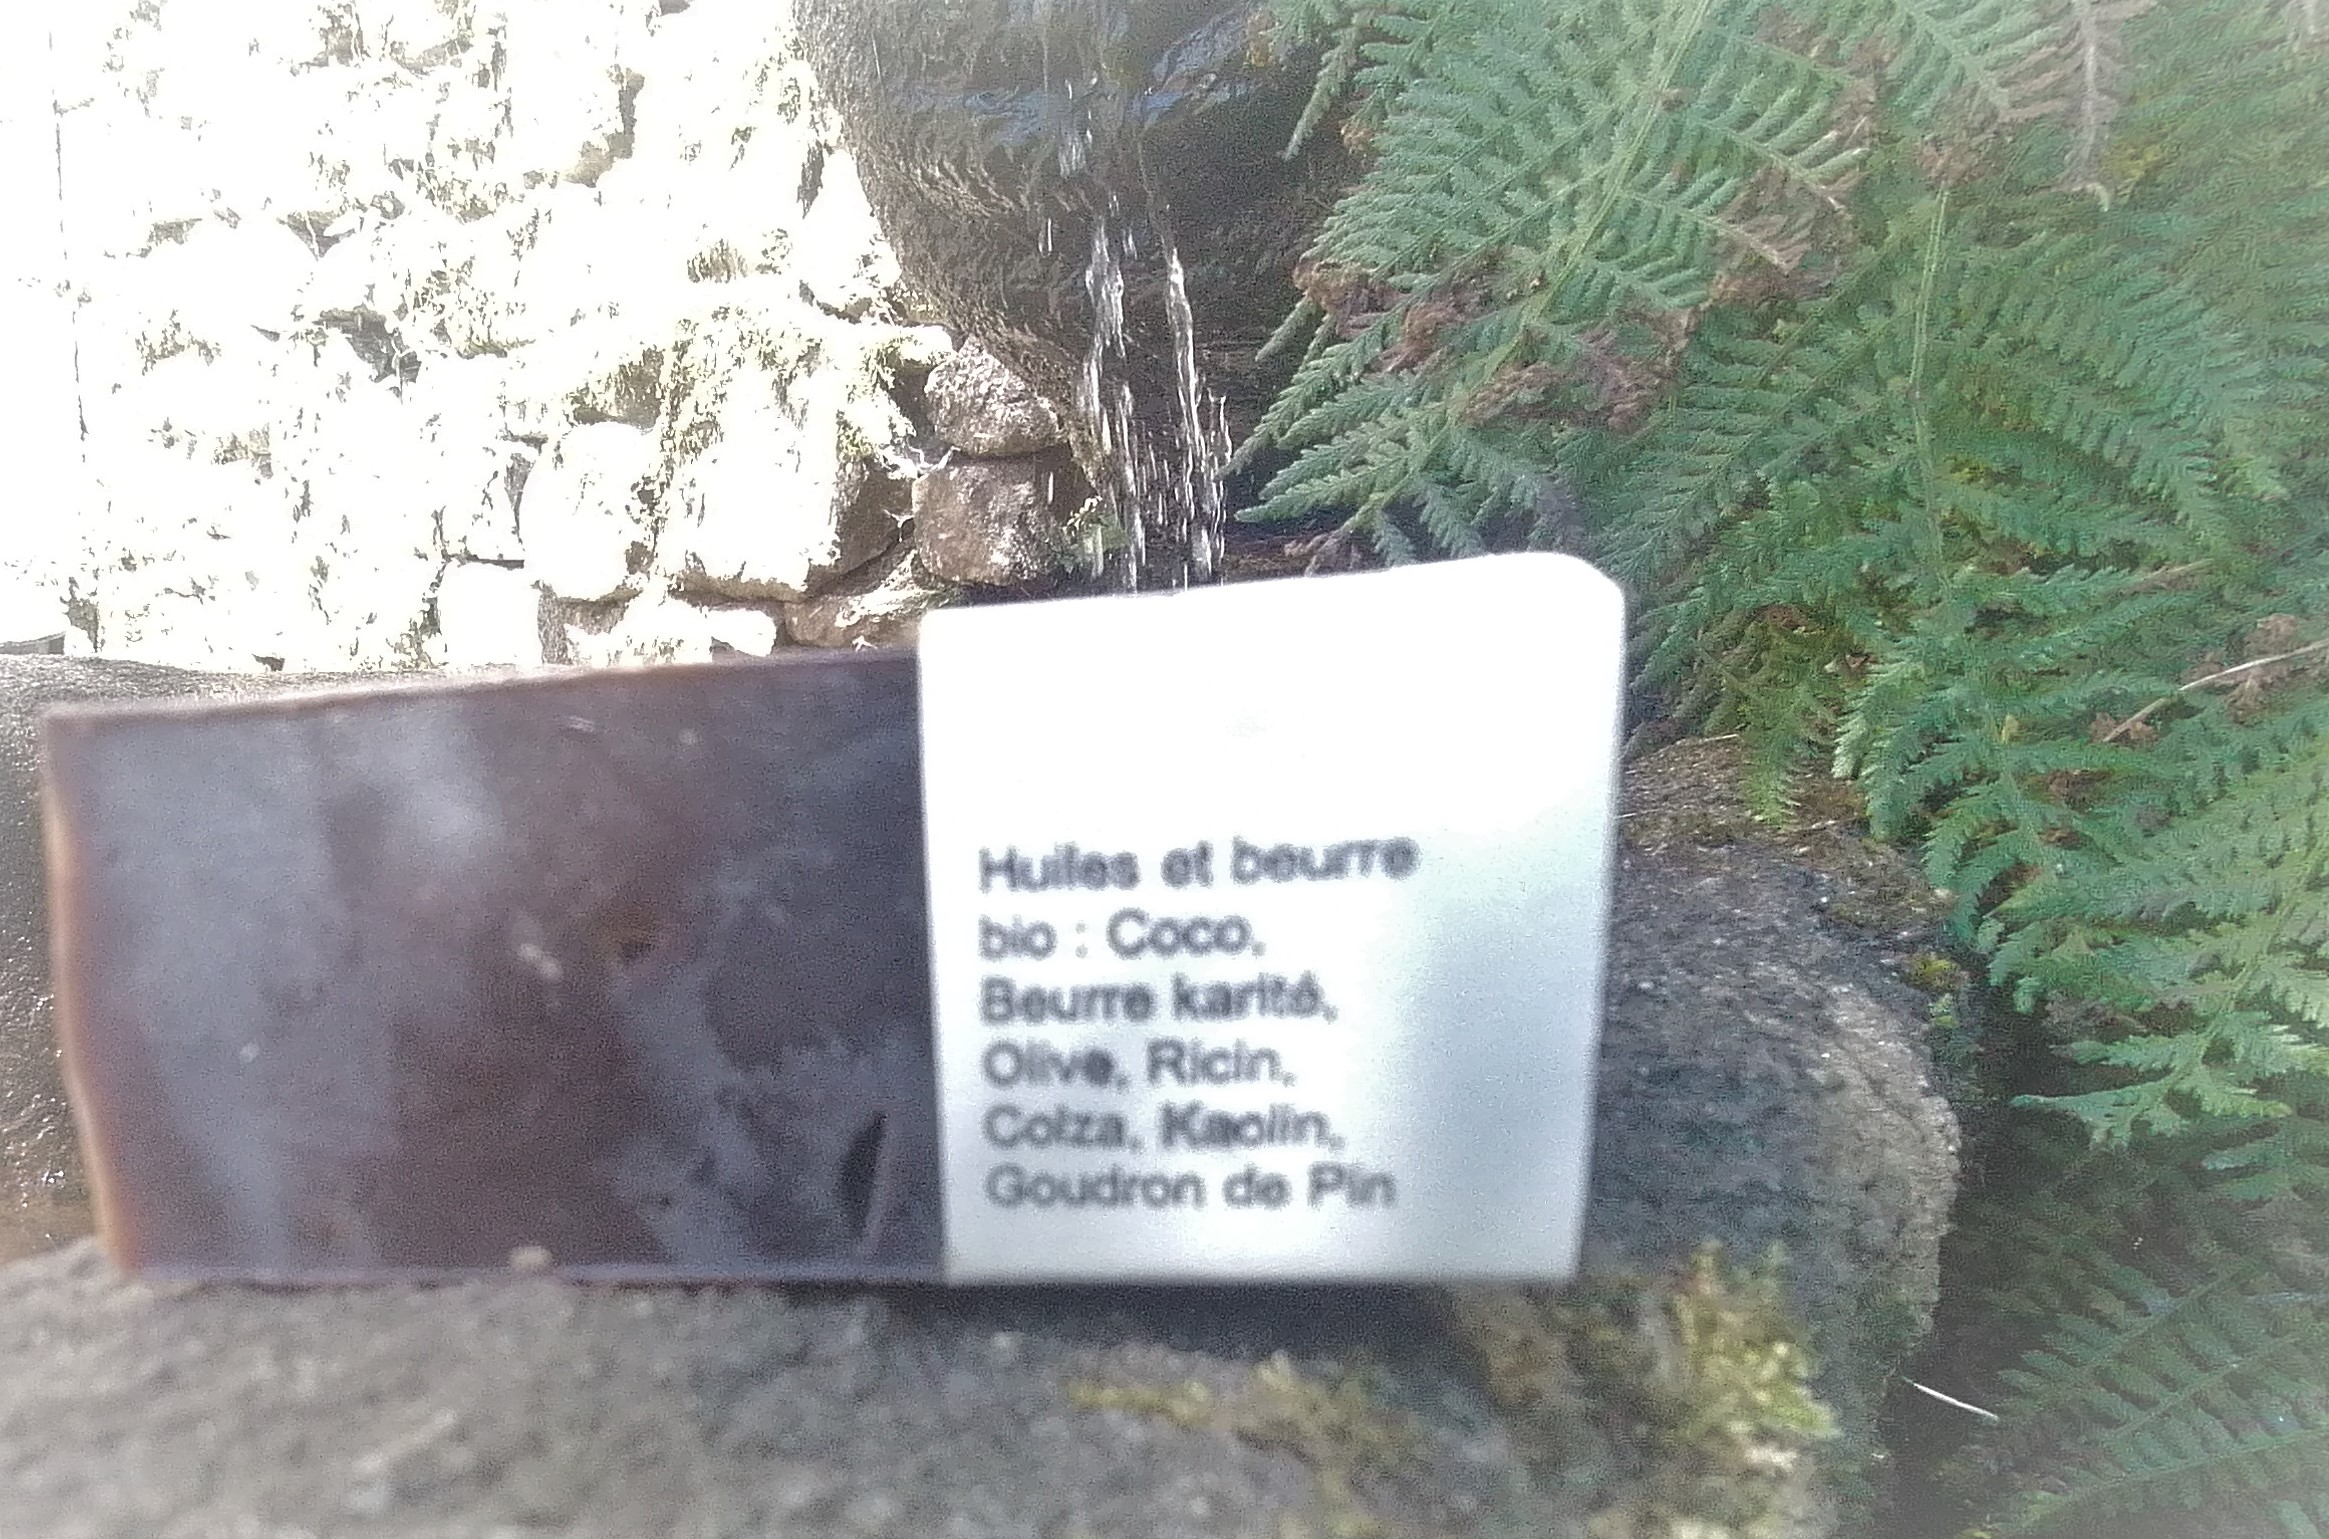 Huiles et beurre
bio : Coco,
Beurre karité,
Olive, Ricin,
Colza, Kaolin,
Goudron de Pin